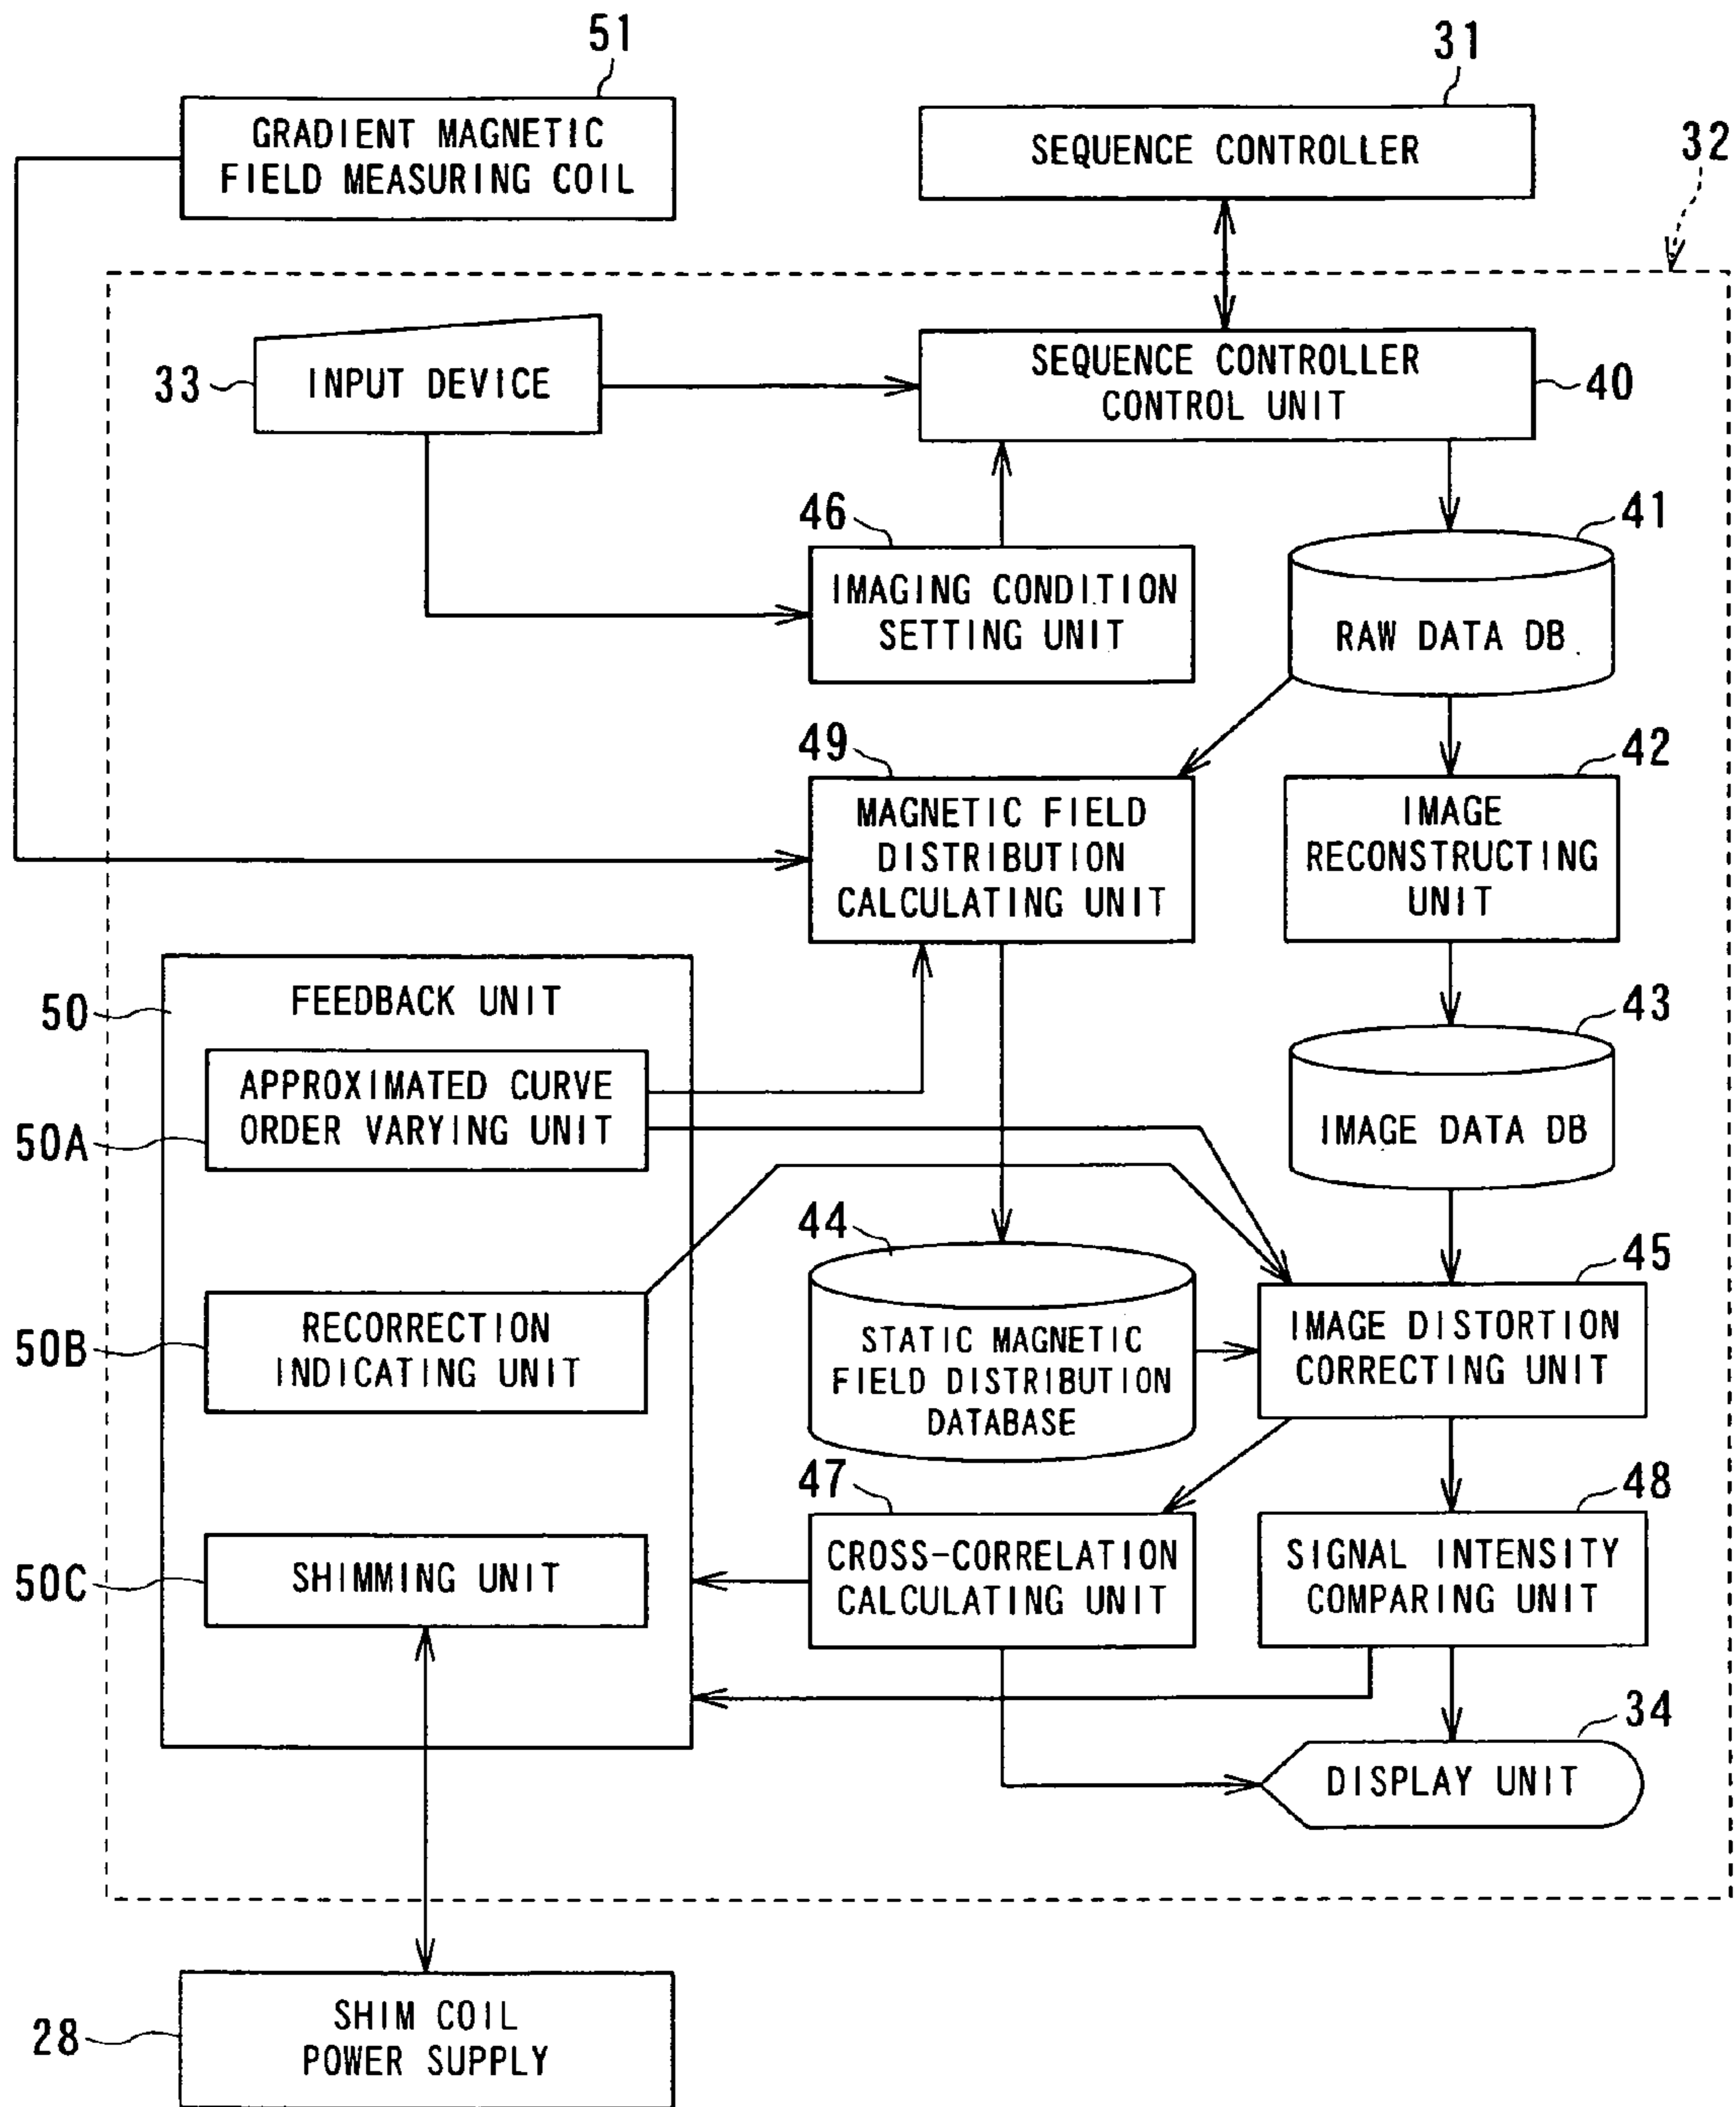 51
GRADIENT MAGNETIC
FIELD MEASURING COIL
31
SEQUENCE CONTROLLER
32
33
INPUT DEVICE
SEQUENCE CONTROLLER
CONTROL UNIT
40
46
IMAGING CONDITION
SETTING UNIT
41
RAW DATA DB
49
MAGNETIC FIELD
DISTRIBUTION
CALCULATING UNIT
42
IMAGE
RECONSTRUCTING
UNIT
50
FEEDBACK UNIT
43
IMAGE DATA DB
50A
APPROXIMATED CURVE
ORDER VARYING UNIT
44
STATIC MAGNETIC
FIELD DISTRIBUTION
DATABASE
45
IMAGE DISTORTION
CORRECTING UNIT
50B
RECORRECTION
INDICATING UNIT
47
CROSS-CORRELATION
CALCULATING UNIT
48
SIGNAL INTENSITY
COMPARING UNIT
50C
SHIMMING UNIT
34
DISPLAY UNIT
28
SHIM COIL
POWER SUPPLY